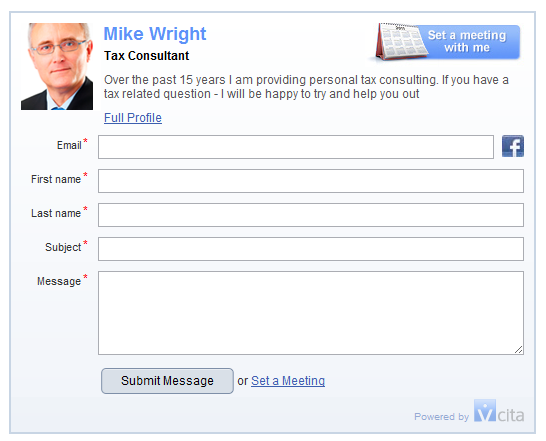 Mike Wright
Set a meeting
with me
Tax Consultant
Over the past 15 years I am providing personal tax consulting. If you have a
tax related question - I will be happy to try and help you out
Full Profile
Email *
f
First name *
Last name *
Subject *
Message *
Submit Message or Set a Meeting
Powered by Vcita